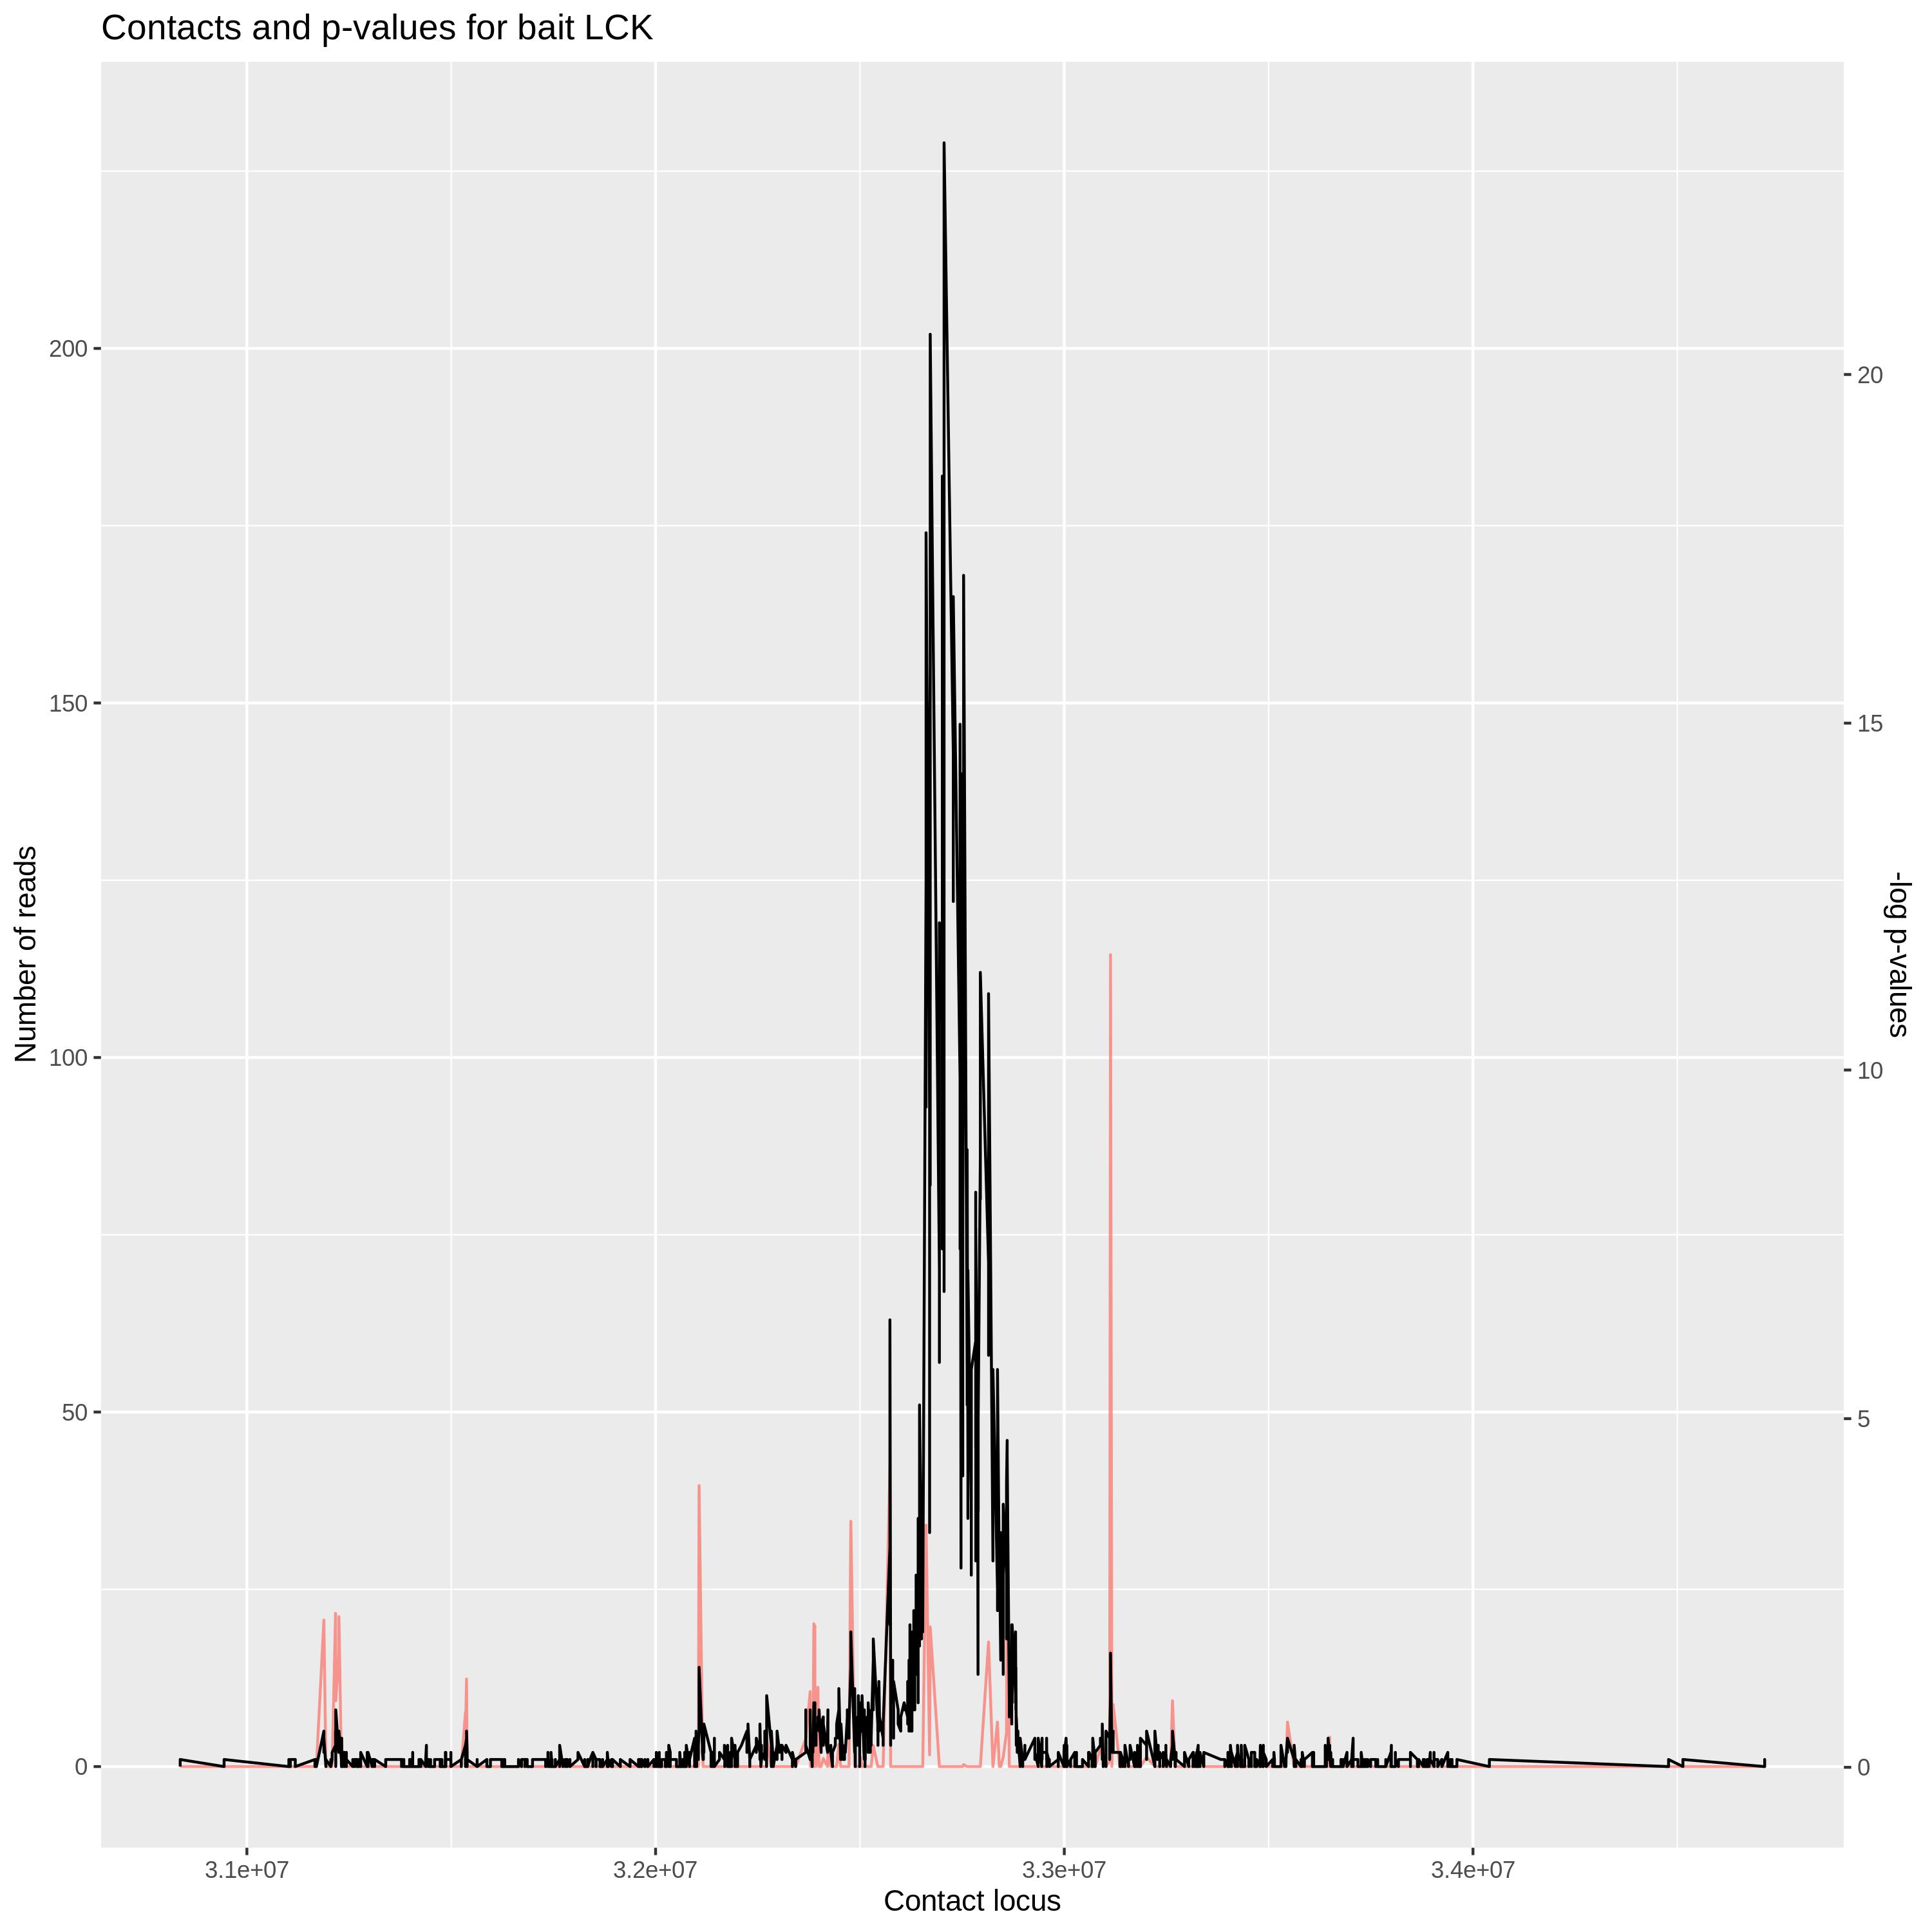 Contacts and p-values for bait LCK
Number of reads
200
150
100
50
0
20
15
10
5
0
-log p-values
3.1e+07 3.2e+07 3.3e+07 3.4e+07
Contact locus